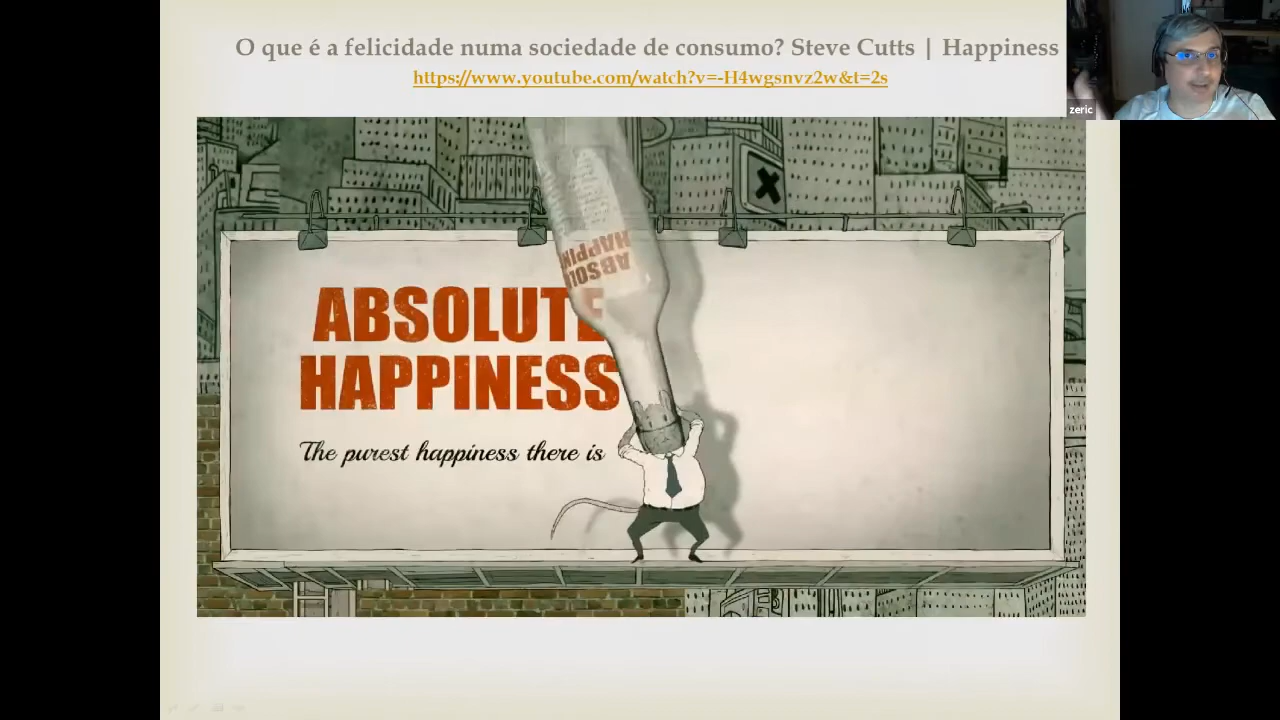 O que é a felicidade numa sociedade de consumo? Steve Cutts | Happiness
https://www.youtube.com/watch?v=-H4wgsnvz2w&t=2s
zeric
ABSOLUTE
HAPPINESS
The purest happiness there is